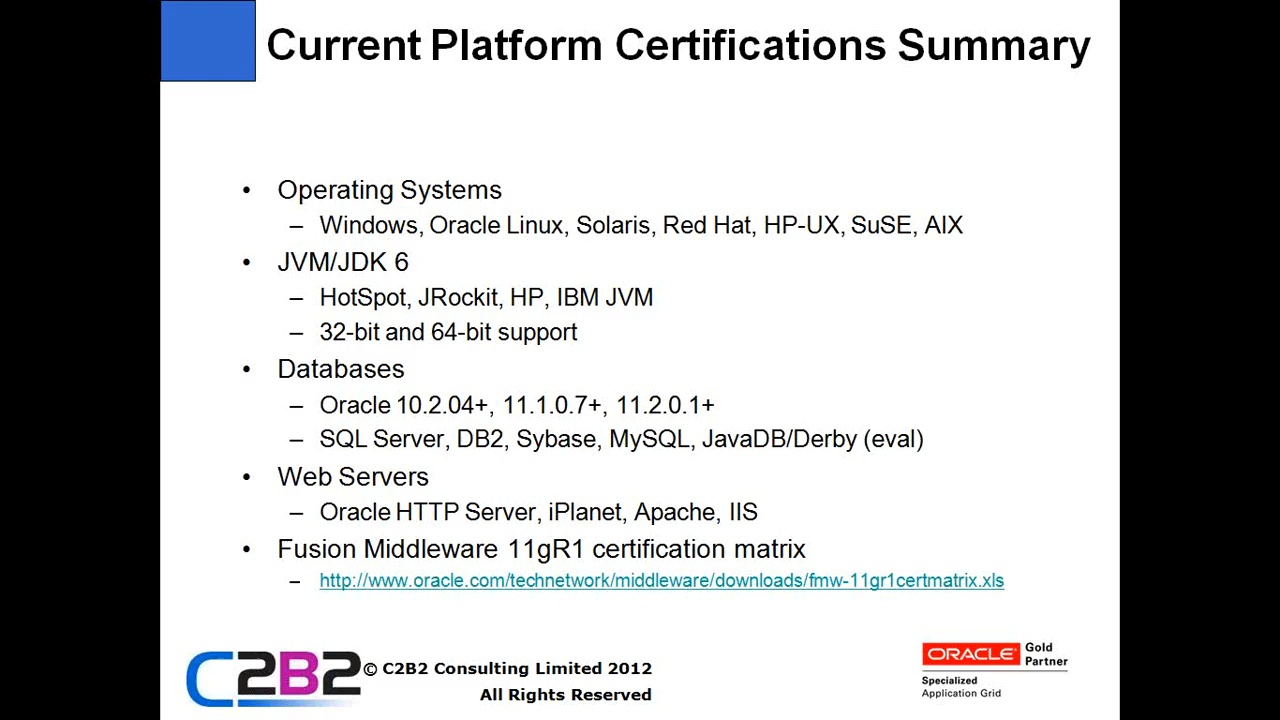 Current Platform Certifications Summary
• Operating Systems
– Windows, Oracle Linux, Solaris, Red Hat, HP-UX, SuSE, AIX
• JVM/JDK 6
– HotSpot, JRockit, HP, IBM JVM
– 32-bit and 64-bit support
• Databases
– Oracle 10.2.04+, 11.1.0.7+, 11.2.0.1+
– SQL Server, DB2, Sybase, MySQL, JavaDB/Derby (eval)
• Web Servers
– Oracle HTTP Server, iPlanet, Apache, IIS
• Fusion Middleware 11gR1 certification matrix
– http://www.oracle.com/technetwork/middleware/downloads/fmw-11gr1certmatrix.xls
C2B2
© C2B2 Consulting Limited 2012
All Rights Reserved
ORACLE Gold
Partner
Specialized
Application Grid